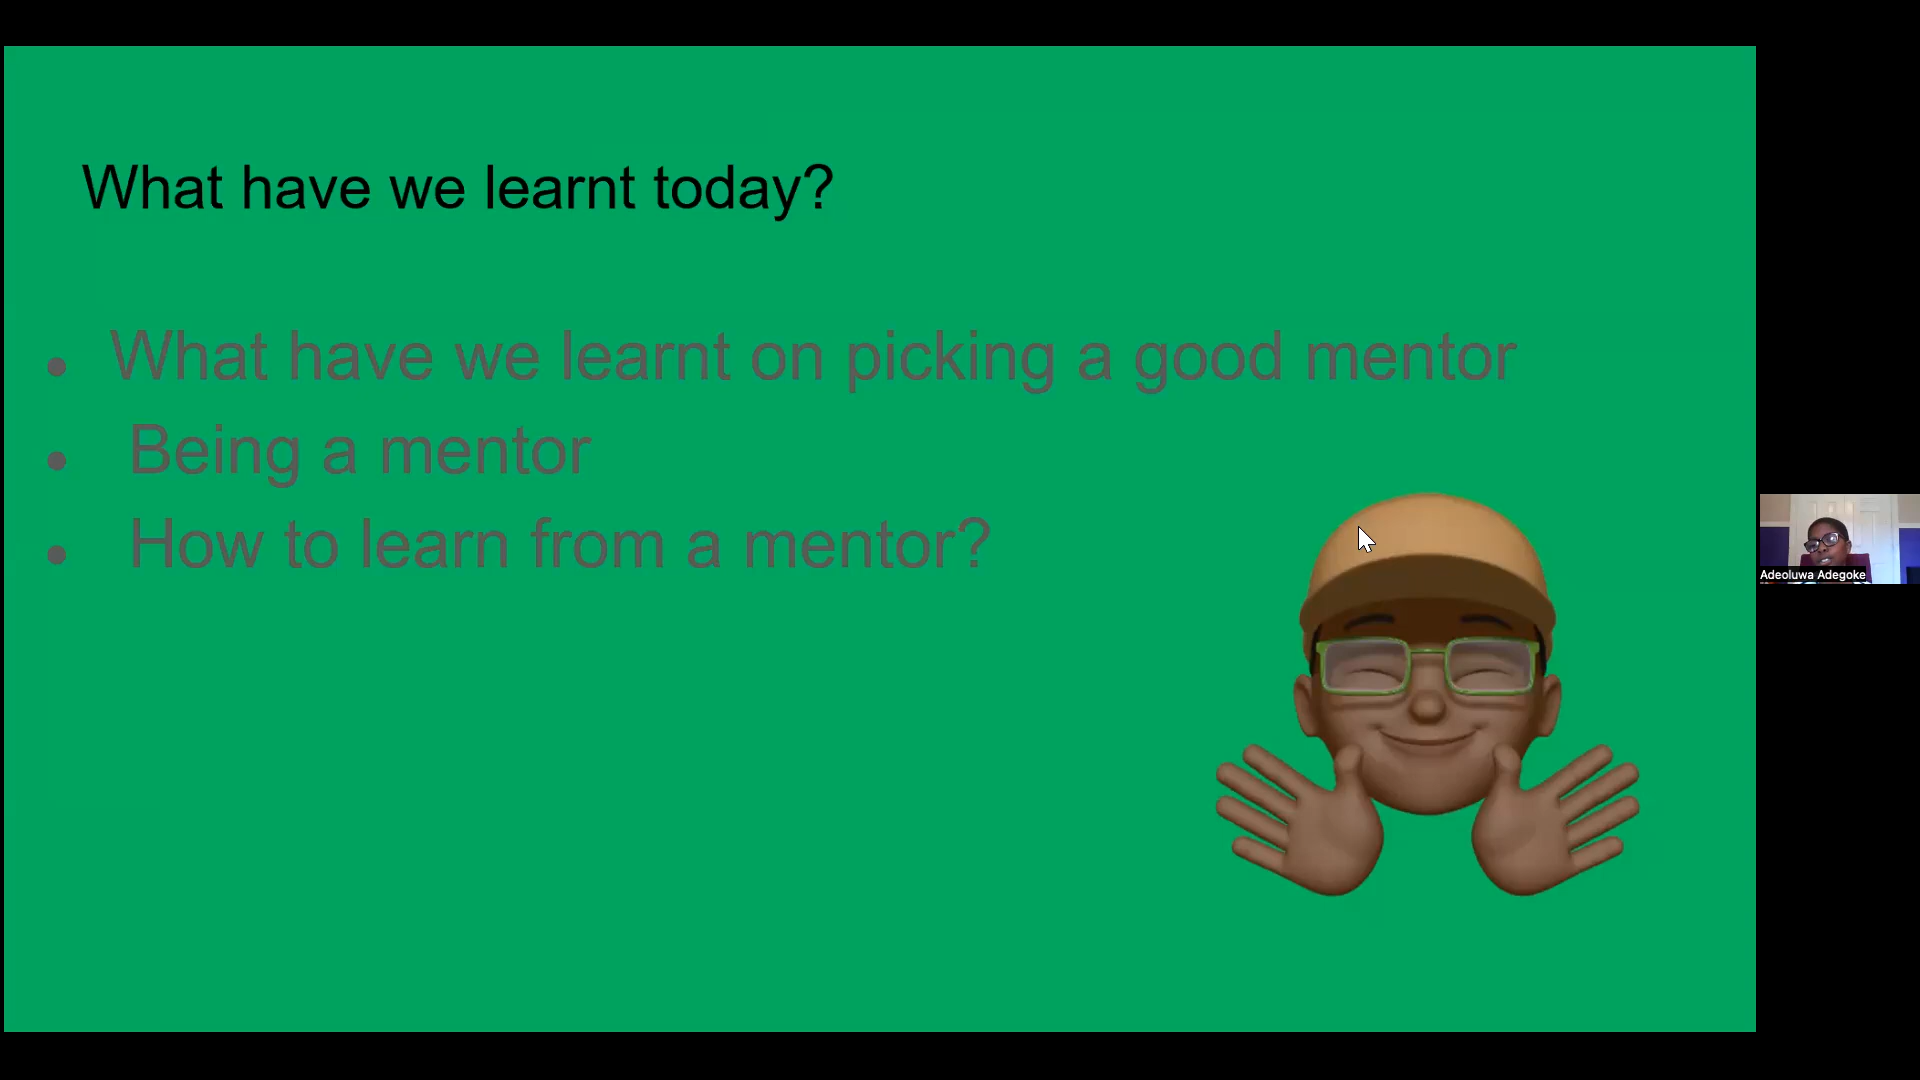 What have we learnt today?
● What have we learnt on picking a good mentor
● Being a mentor
● How to learn from a mentor?
Adeoluwa Adegoke